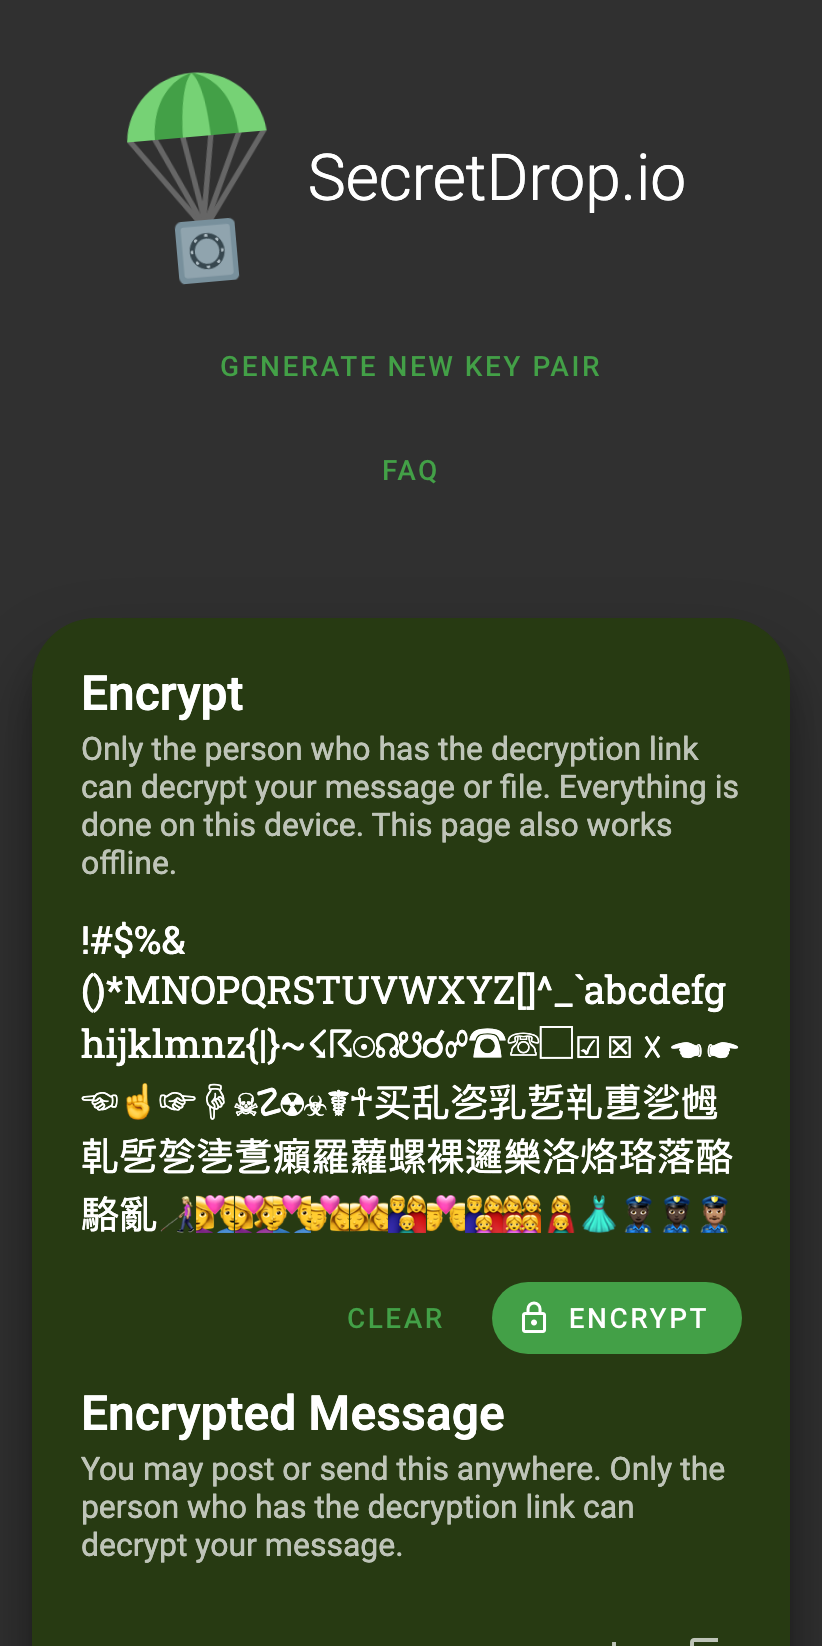 SecretDrop.io
GENERATE NEW KEY PAIR
FAQ
Encrypt
Only the person who has the decryption link
can decrypt your message or file. Everything is
done on this device. This page also works
offline.
!#$%&
()*MNOPQRSTUVWXYZ[]^_`abcdefg
hijklmnz{|}~☇☈☉☊☋☌☍☎☏☐☑☒☓☚☛
☜☝☞☟☠☡☢☣☤☥买乱乲乳乴乵乶乷乸
乹乺乻乼乽癩羅蘿螺裸邏樂洛烙珞落酪
駱亂
CLEAR
ENCRYPT
Encrypted Message
You may post or send this anywhere. Only the
person who has the decryption link can
decrypt your message.